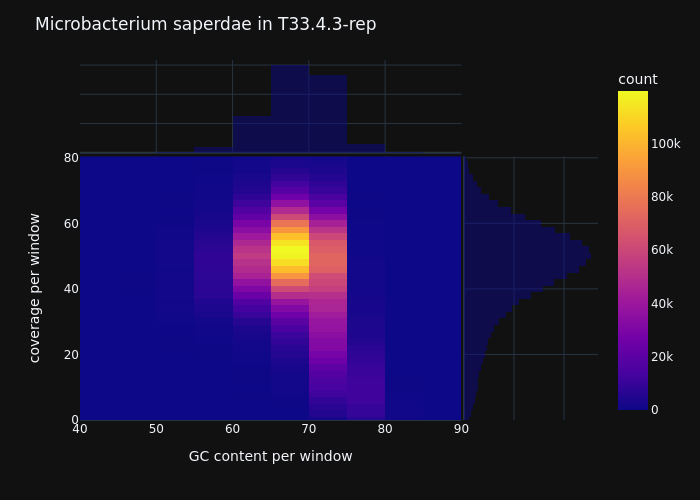 Microbacterium saperdae in T33.4.3-rep
count
100k
80k
60k
40k
20k
0
80
60
40
20
0
coverage per window
40 50 60 70 80 90
GC content per window